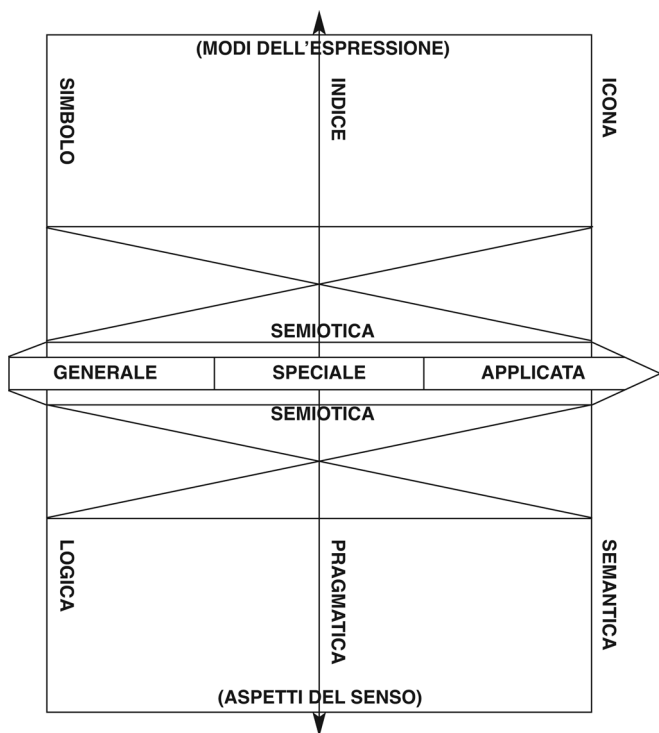 (MODI DELL'ESPRESSIONE)
SIMBOLO
INDICE
ICONA
SEMIOTICA
GENERALE
SPECIALE
APPLICATA
SEMIOTICA
LOGICA
PRAGMATICA
SEMANTICA
(ASPETTI DEL SENSO)